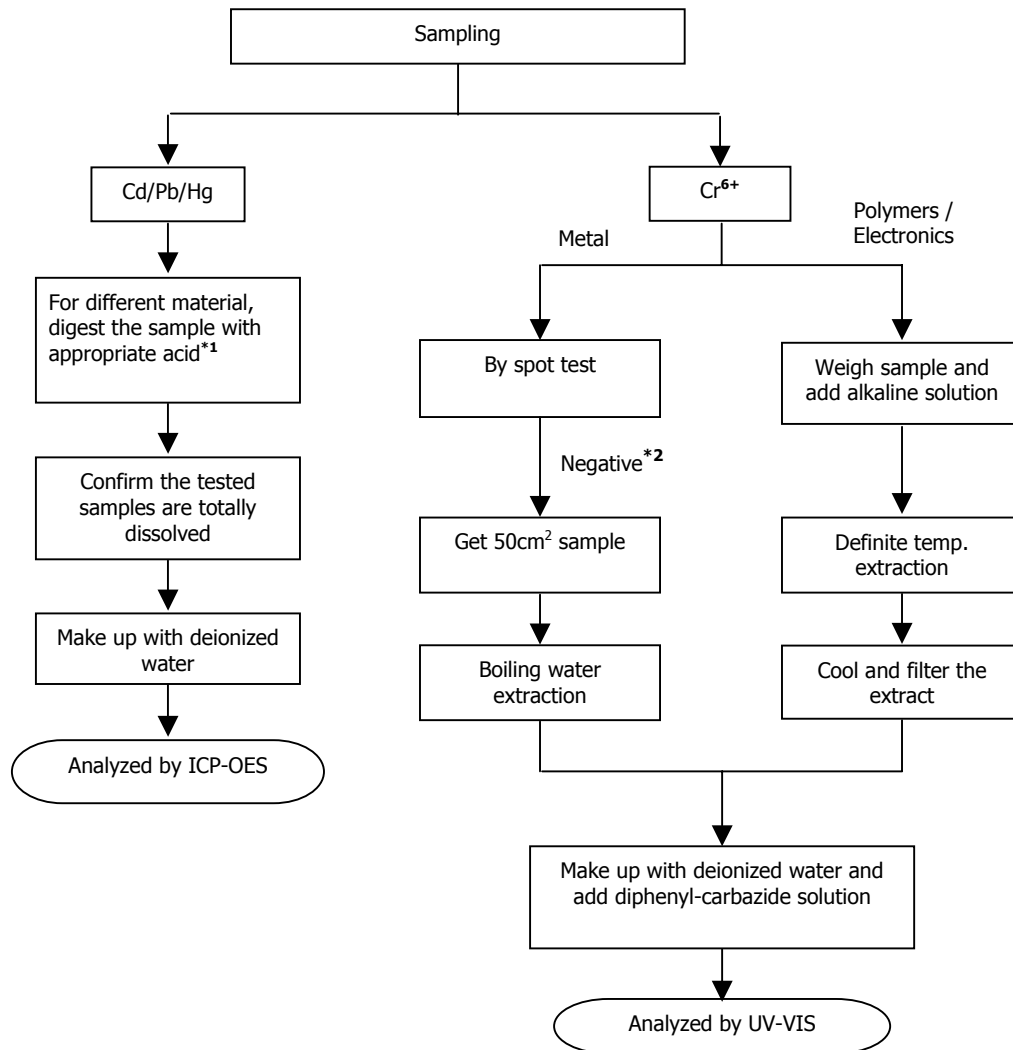 Sampling
Cd/Pb/Hg
For different material,
digest the sample with
appropriate acid*1
Confirm the tested
samples are totally
dissolved
Make up with deionized
water
Analyzed by ICP-OES
Cr6+
Metal
Polymers /
Electronics
By spot test
Negative*2
Get 50cm2 sample
Boiling water
extraction
Weigh sample and
add alkaline solution
Definite temp.
extraction
Cool and filter the
extract
Make up with deionized water and
add diphenyl-carbazide solution
Analyzed by UV-VIS